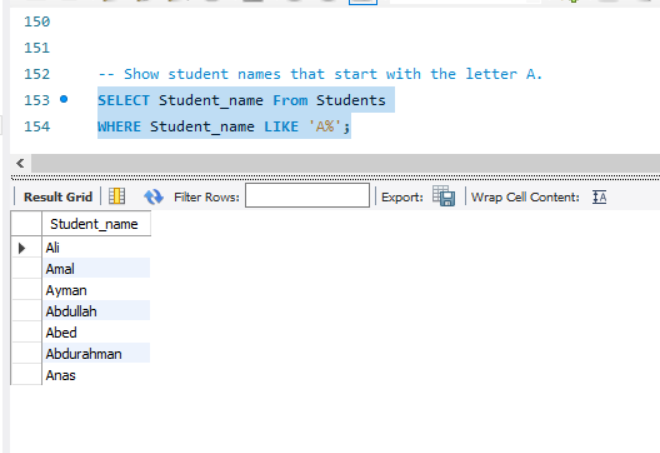 150
151
152 -- Show student names that start with the letter A.
153 SELECT Student_name From Students
154 WHERE Student_name LIKE 'A%';
Result Grid Filter Rows: Export: Wrap Cell Content: IA
Student_name
Ali
Amal
Ayman
Abdullah
Abed
Abdurahman
Anas